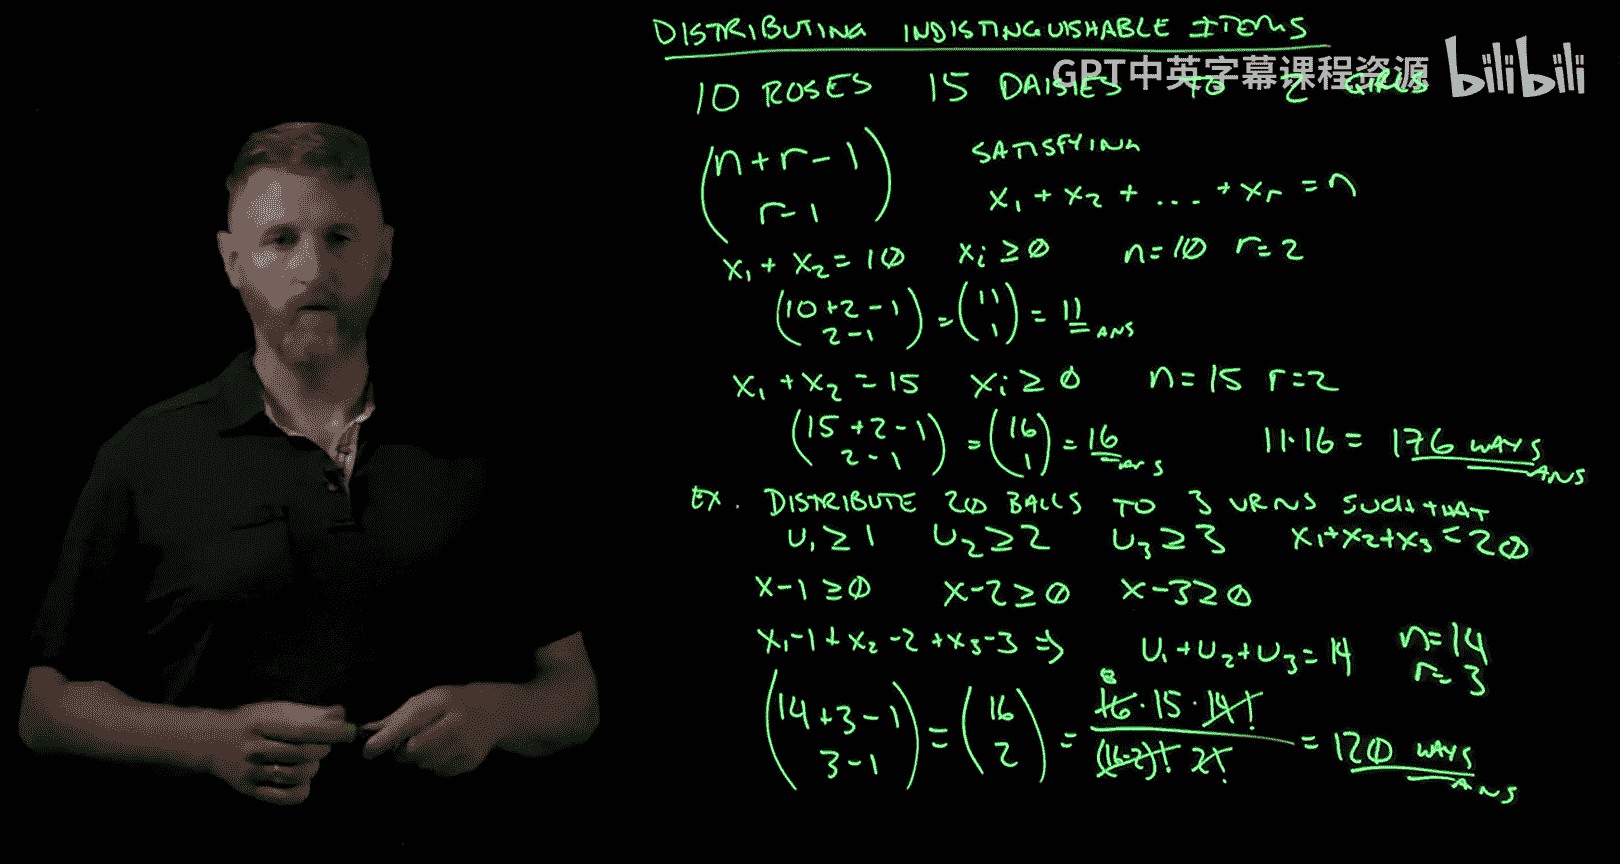 DISTRIBUTING INDISTINGUISHABLE ITEMS
GPT中英字幕课程资源 bilibili
10 ROSES 15 DAISIES TO 2 GIRLS
(n+r-1 r-1) SATISFYING
x₁ + x₂ + ... + xᵣ = n
x₁ + x₂ = 10 xᵢ ≥ 0 n=10 r=2
(10+2-1 2-1) = (11 1) = 11 ANS
x₁ + x₂ = 15 xᵢ ≥ 0 n=15 r=2
(15+2-1 2-1) = (16 1) = 16 ANS 11·16 = 176 WAYS ANS
EX. DISTRIBUTE 20 BALLS TO 3 URNS SUCH THAT
U₁ ≥ 1 U₂ ≥ 2 U₃ ≥ 3 x₁+x₂+x₃ = 20
x-1 ≥ 0 x-2 ≥ 0 x-3 ≥ 0
x₁-1+x₂-2+x₃-3 ⇒ U₁+U₂+U₃ = 14 n=14
r=3
(14+3-1 3-1) = (16 2) = 8 16·15·14! / (16-2)! 2! = 120 WAYS ANS